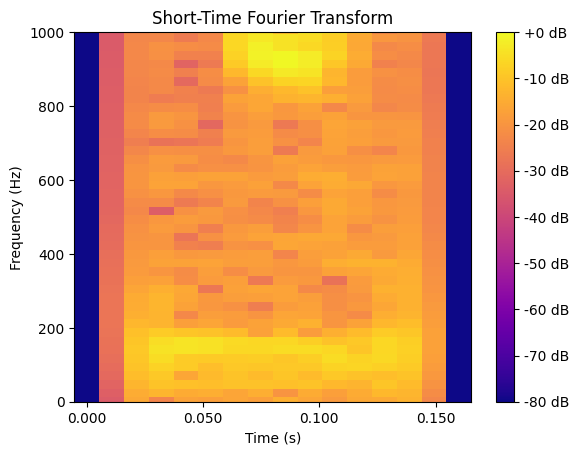 Short-Time Fourier Transform
Frequency (Hz)
1000
800
600
400
200
0
0.000
0.050
0.100
0.150
Time (s)
+0 dB
-10 dB
-20 dB
-30 dB
-40 dB
-50 dB
-60 dB
-70 dB
-80 dB